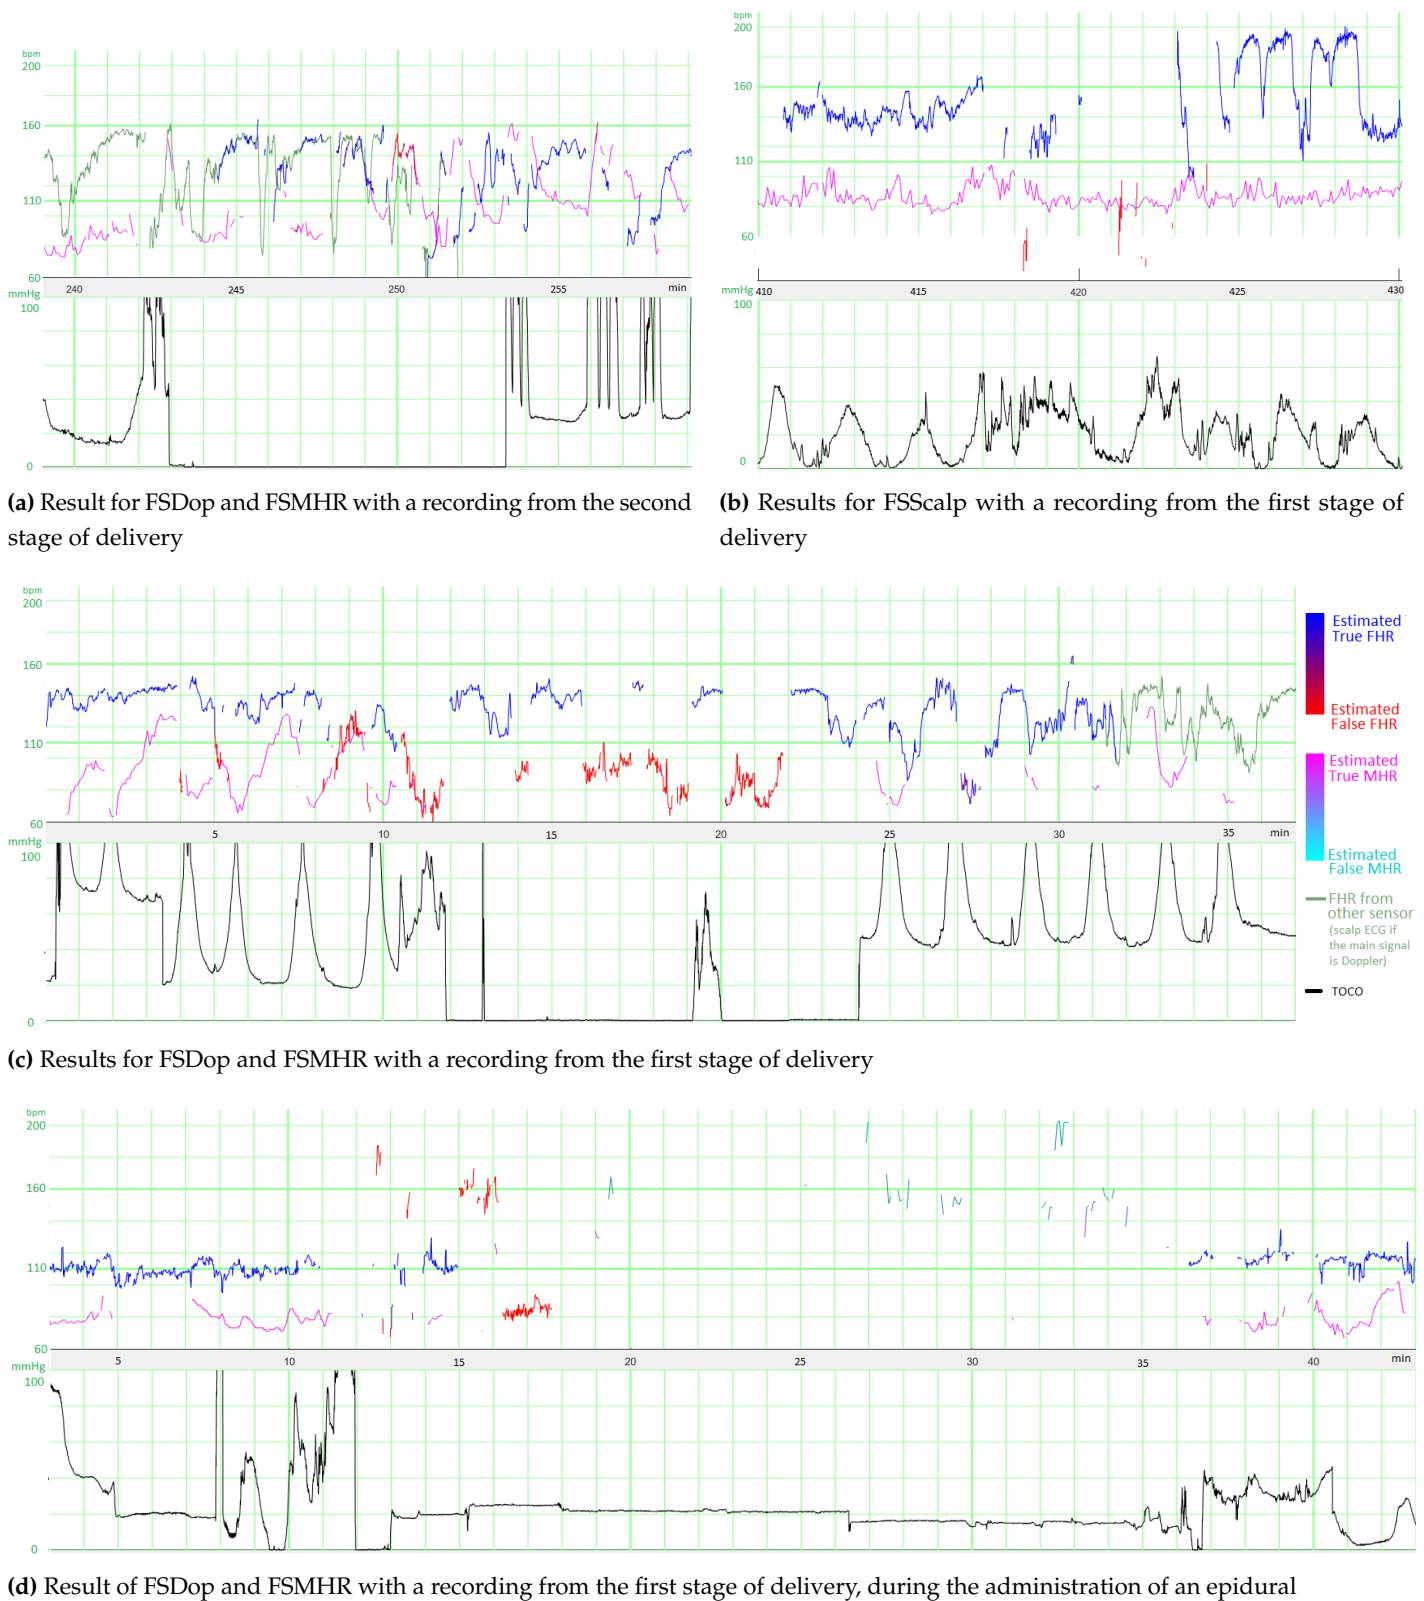 bpm
200
160
110
60
240 245 250 255 min
mmHg
100
0
(a) Result for FSDop and FSMHR with a recording from the second
stage of delivery
bpm
200
160
110
60
410 415 420 425 430
mmHg
100
0
(b) Results for FSScalp with a recording from the first stage of
delivery
bpm
200
160
110
60
5 10 15 20 25 30 35 min
mmHg
100
0
Estimated
True FHR
Estimated
False FHR
Estimated
True MHR
Estimated
False MHR
FHR from
other sensor
(scalp ECG if
the main signal
is Doppler)
TOCO
(c) Results for FSDop and FSMHR with a recording from the first stage of delivery
bpm
200
160
110
60
5 10 15 20 25 30 35 40 min
mmHg
100
0
(d) Result of FSDop and FSMHR with a recording from the first stage of delivery, during the administration of an epidural